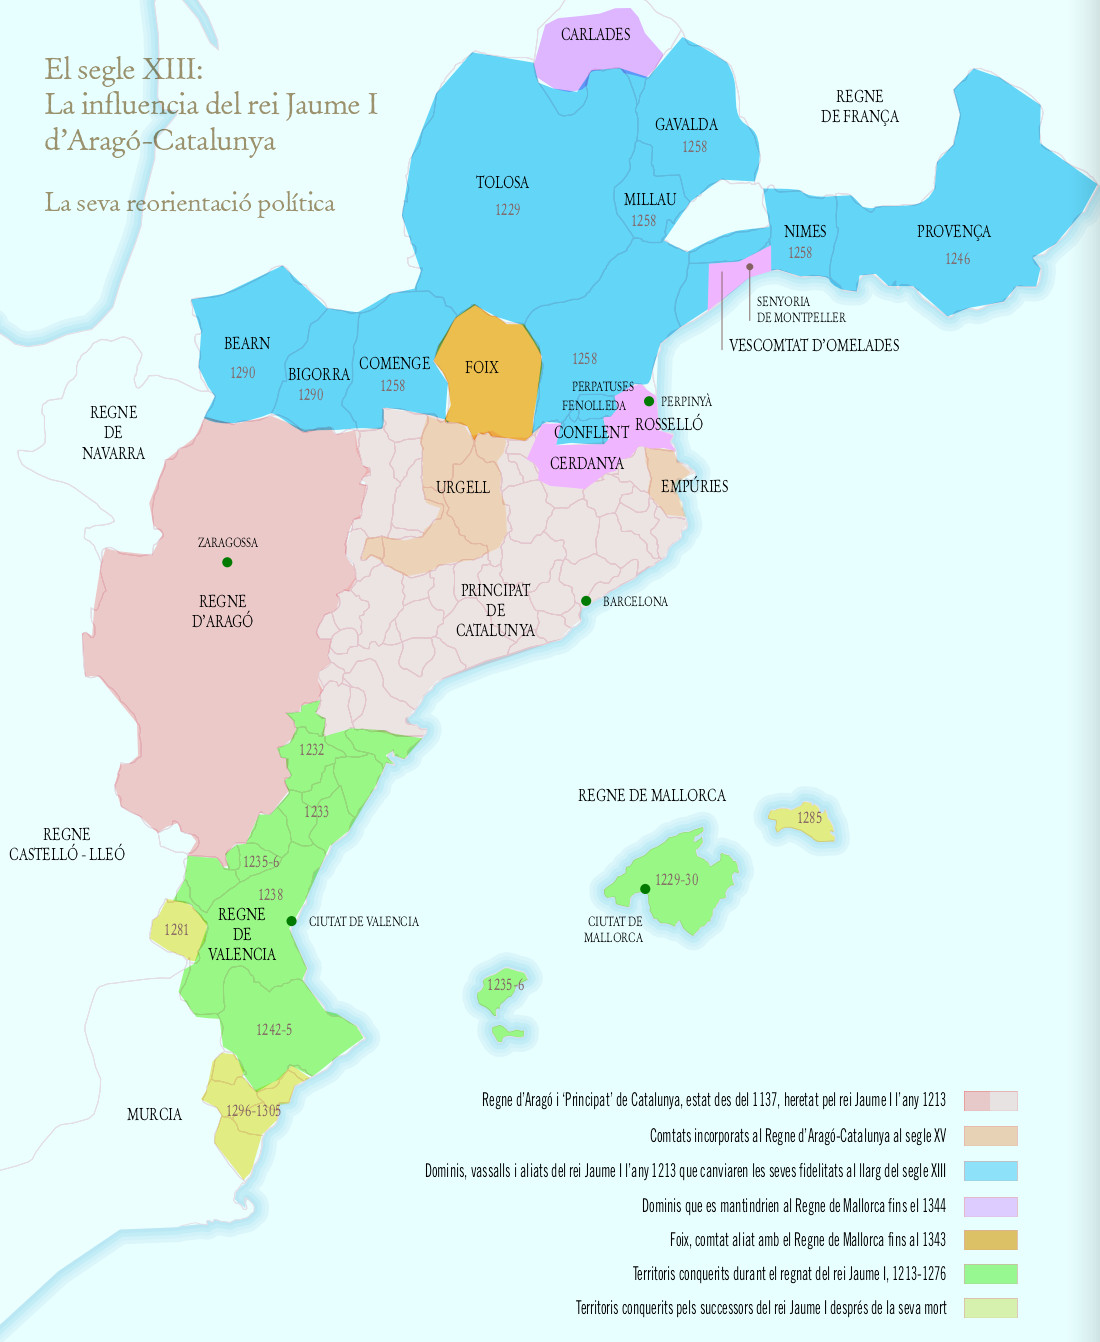 El segle XIII:
La influencia del rei Jaume I
d'Aragó-Catalunya
La seva reorientació política
CARLADES
REGNE
DE FRANÇA
GAVALDA
1258
TOLOSA
1229
MILLAU
1258
NIMES
1258
PROVENÇA
1246
SENYORIA
DE MONTPELLER
VESCOMTAT D'OMELADES
BEARN
1290
BIGORRA
1290
COMENGE
1258
FOIX
1258
PERPATUSES
FENOLLEDA
PERPINYÀ
CONFLENT
ROSSELLÓ
CERDANYA
EMPÚRIES
URGELL
REGNE
DE
NAVARRA
ZARAGOSSA
REGNE
D'ARAGÓ
PRINCIPAT
DE
CATALUNYA
BARCELONA
1232
1233
1235-6
1238
REGNE
DE
VALENCIA
CIUTAT DE VALENCIA
1281
1242-5
1296-1305
MURCIA
REGNE
CASTELLÓ - LLEÓ
REGNE DE MALLORCA
1285
1229-30
CIUTAT DE
MALLORCA
1235-6
Regne d'Aragó i 'Principat' de Catalunya, estat des del 1137, heretat pel rei Jaume I l'any 1213
Comtats incorporats al Regne d'Aragó-Catalunya al segle XV
Dominis, vassalls i aliats del rei Jaume I l'any 1213 que canviaren les seves fidelitats al llarg del segle XIII
Dominis que es mantindrien al Regne de Mallorca fins el 1344
Foix, comtat aliat amb el Regne de Mallorca fins al 1343
Territoris conquerits durant el regnat del rei Jaume I, 1213-1276
Territoris conquerits pels successors del rei Jaume I després de la seva mort